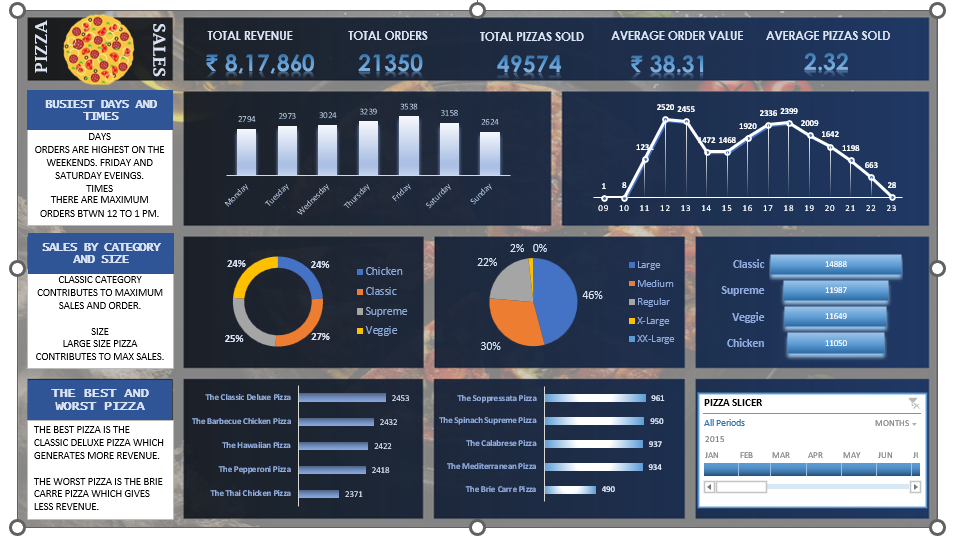 PIZZA
SALES
TOTAL REVENUE
₹ 8,17,860
TOTAL ORDERS
21350
TOTAL PIZZAS SOLD
49574
AVERAGE ORDER VALUE
₹ 38.31
AVERAGE PIZZAS SOLD
2.32
BUSIEST DAYS AND
TIMES
DAYS
ORDERS ARE HIGHEST ON THE
WEEKENDS. FRIDAY AND
SATURDAY EVEINGS.
TIMES
THERE ARE MAXIMUM
ORDERS BTWN 12 TO 1 PM.
2794
2973
3024
3239
3538
3158
2624
Monday
Tuesday
Wednesday
Thursday
Friday
Saturday
Sunday
1
8
2520
2455
1472
1468
1920
2336
2399
2009
1642
1198
663
28
09 10 11 12 13 14 15 16 17 18 19 20 21 22 23
SALES BY CATEGORY
AND SIZE
CLASSIC CATEGORY
CONTRIBUTES TO MAXIMUM
SALES AND ORDER.
SIZE
LARGE SIZE PIZZA
CONTRIBUTES TO MAX SALES.
24%
24%
25%
27%
Chicken
Classic
Supreme
Veggie
2%
0%
22%
46%
30%
Large
Medium
Regular
X-Large
XX-Large
Classic 14888
Supreme 11987
Veggie 11649
Chicken 11050
THE BEST AND
WORST PIZZA
THE BEST PIZZA IS THE
CLASSIC DELUXE PIZZA WHICH
GENERATES MORE REVENUE.
THE WORST PIZZA IS THE BRIE
CARRE PIZZA WHICH GIVES
LESS REVENUE.
The Classic Deluxe Pizza 2453
The Barbecue Chicken Pizza 2432
The Hawaiian Pizza 2422
The Pepperoni Pizza 2418
The Thai Chicken Pizza 2371
The Soppressata Pizza 961
The Spinach Supreme Pizza 950
The Calabrese Pizza 937
The Mediterranean Pizza 934
The Brie Carre Pizza 490
PIZZA SLICER
All Periods
MONTHS
2015
JAN FEB MAR APR MAY JUN